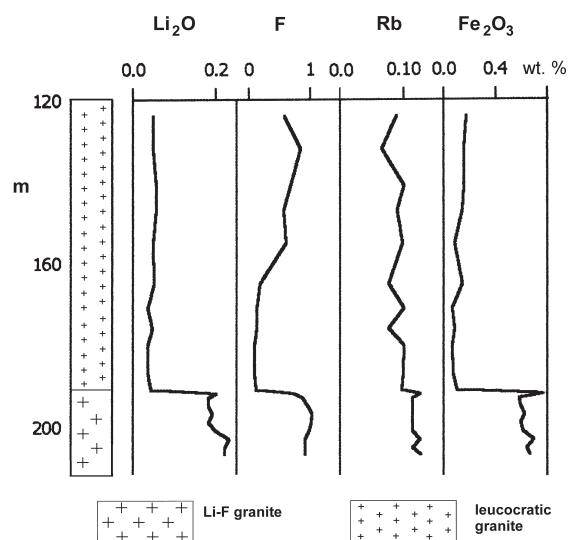 Li2O F Rb Fe2O3
0.0 0.2 0 1 0.0 0.10 0.0 0.4 wt. %
120
m
160
200
Li-F granite
leucocratic
granite